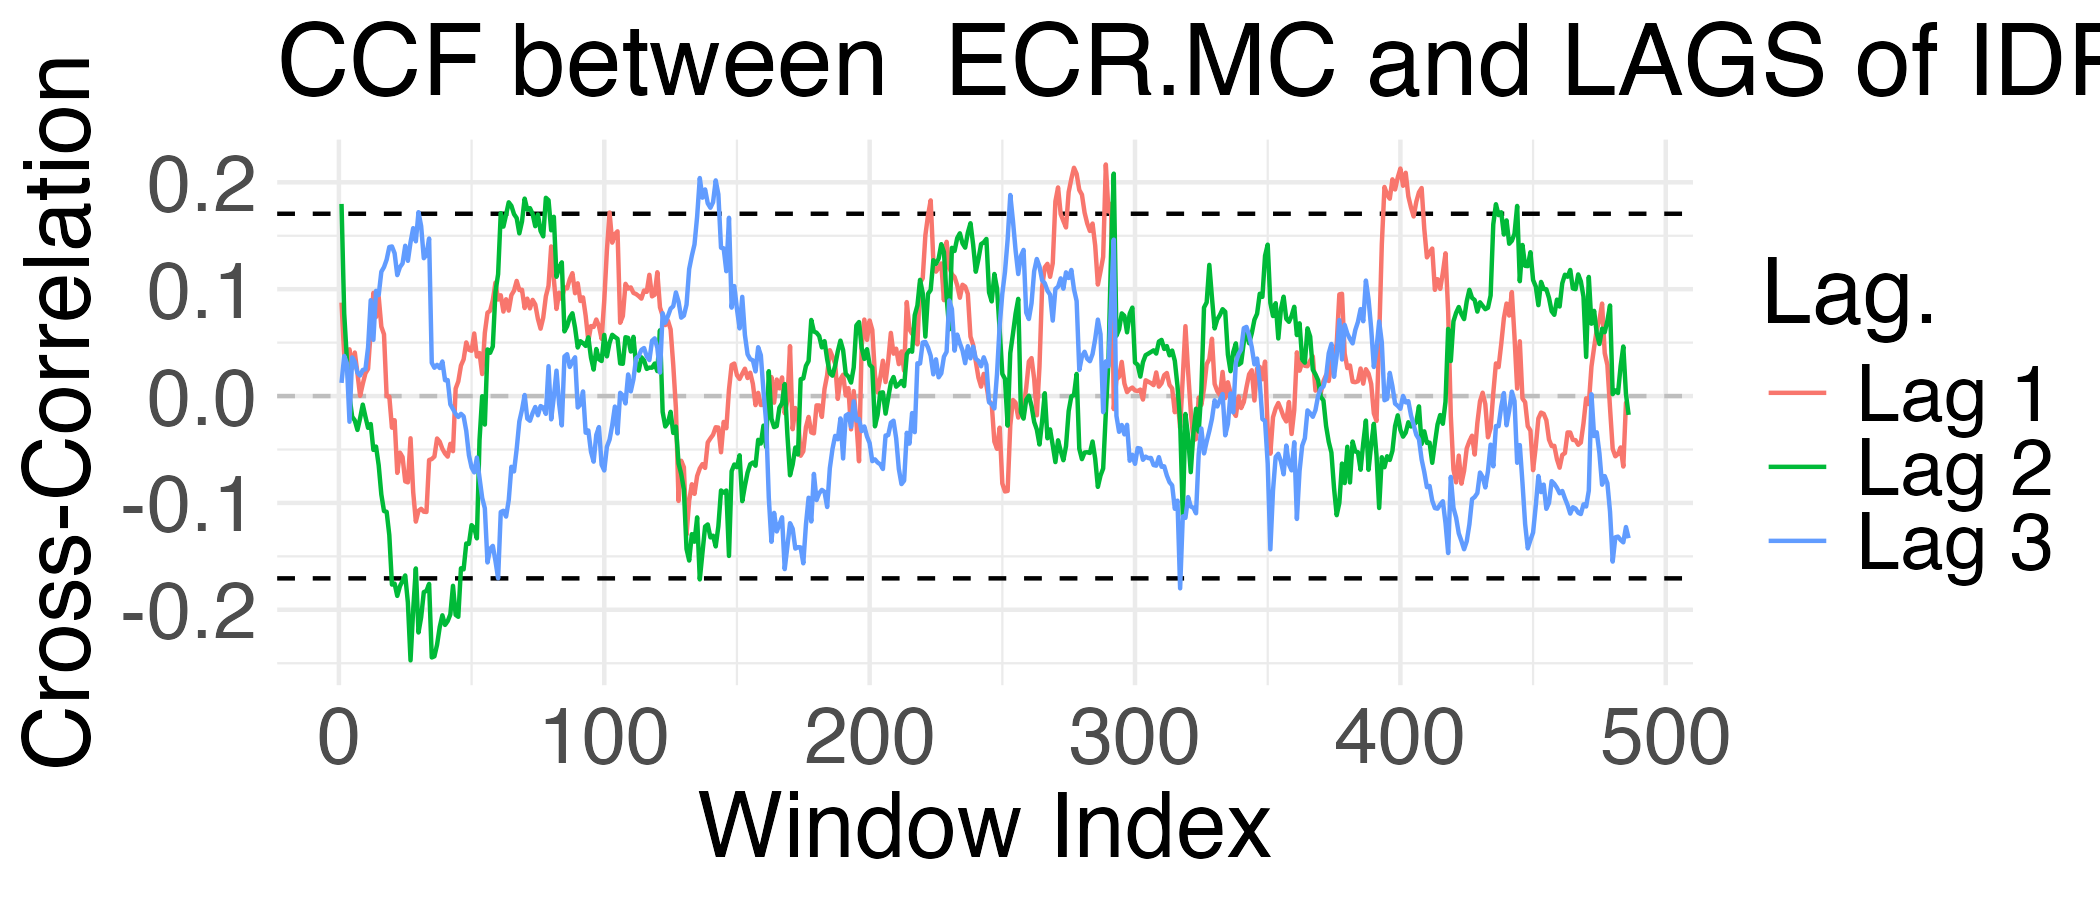 CCF between ECR.MC and LAGS of
Cross-Correlation
0.2
0.1
0.0
-0.1
-0.2
0
100
200
300
400
500
Window Index
Lag.
Lag 1
Lag 2
Lag 3